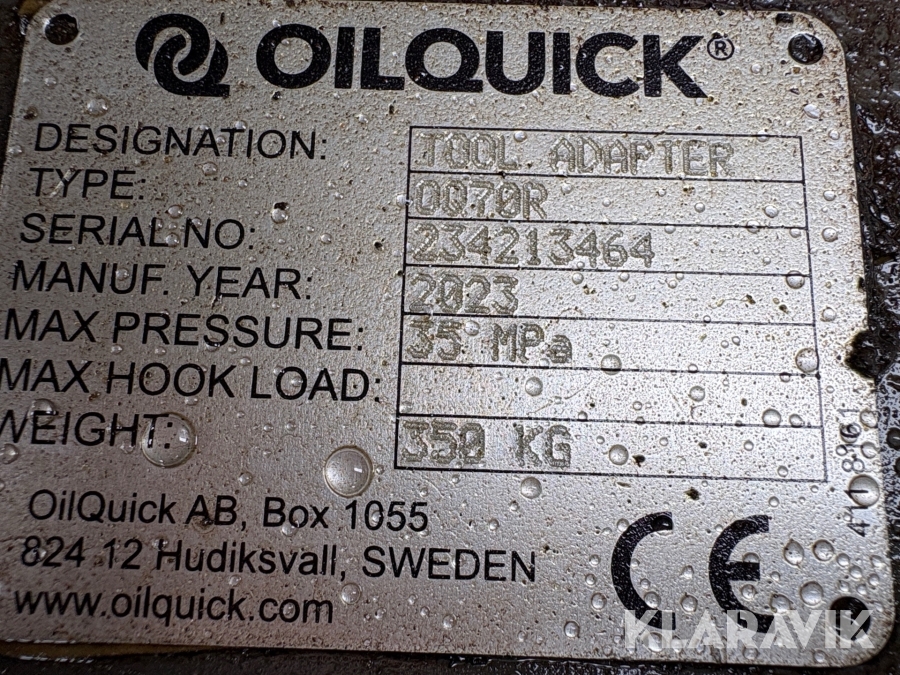 OILQUICK®
DESIGNATION: TOOL ADAPTER
TYPE: OQ70R
SERIAL NO: 234213464
MANUF. YEAR: 2023
MAX PRESSURE: 35 MPa
MAX HOOK LOAD:
WEIGHT: 350 KG
OilQuick AB, Box 1055
824 12 Hudiksvall, SWEDEN
www.oilquick.com
CE
KLARAVIK